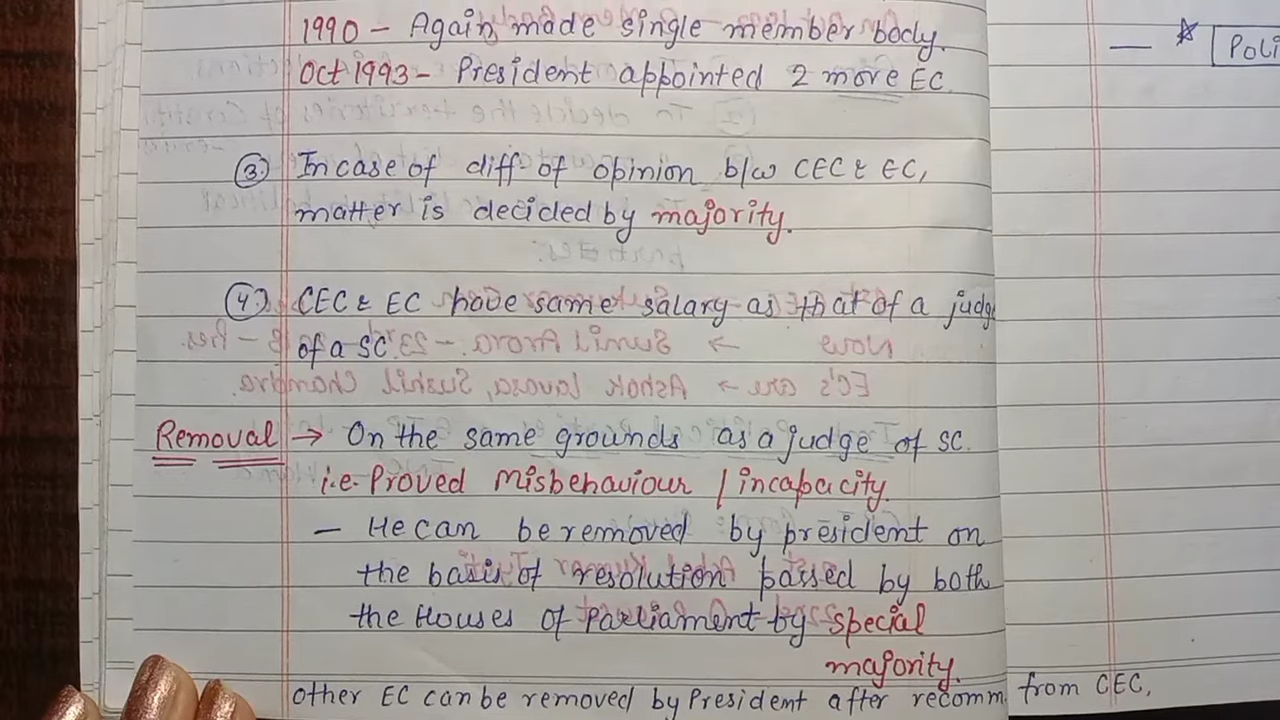 1990 - Again made single member body.
Oct 1993 - President appointed 2 more EC.
★ Poli
③ In case of diff. of opinion b/w CEC & EC,
matter is decided by majority.
④ CEC & EC have same salary as that of a judge
of a SC.
Removal → On the same grounds as a judge of SC.
i.e. Proved Misbehaviour / incapacity.
- He can be removed by president on
the basis of resolution passed by both
the Houses of Parliament by special
majority.
other EC can be removed by President after recomm. from CEC.